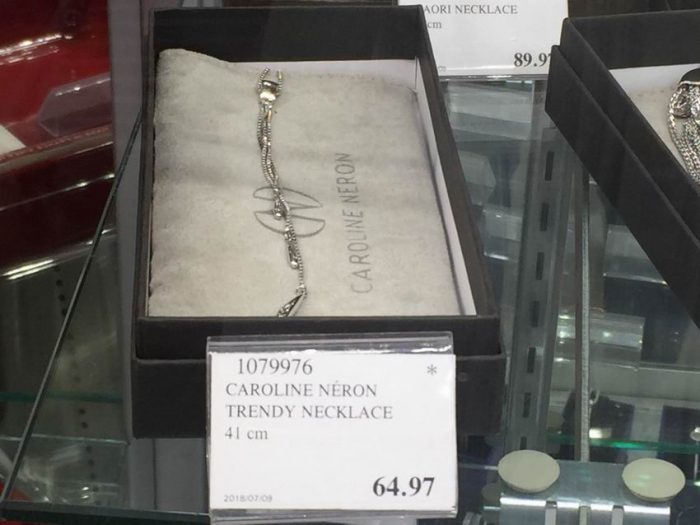 AORI NECKLACE
cm
89.97
CAROLINE NERON
1079976 *
CAROLINE NÉRON
TRENDY NECKLACE
41 cm
2018/07/09
64.97